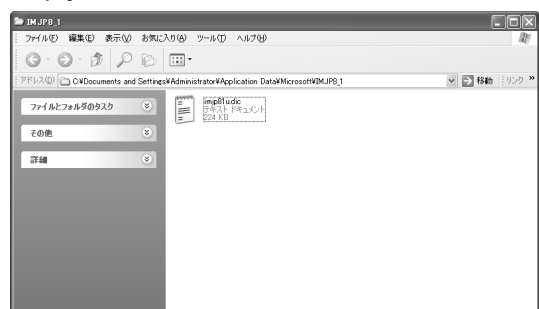 IMJP8_1
ファイル(F) 編集(E) 表示(V) お気に入り(A) ツール(T) ヘルプ(H)
アドレス(D) C:¥Documents and Settings¥Administrator¥Application Data¥Microsoft¥IMJP8_1 移動 リンク »
ファイルとフォルダのタスク
その他
詳細
imjp81u.dic
テキスト ドキュメント
224 KB